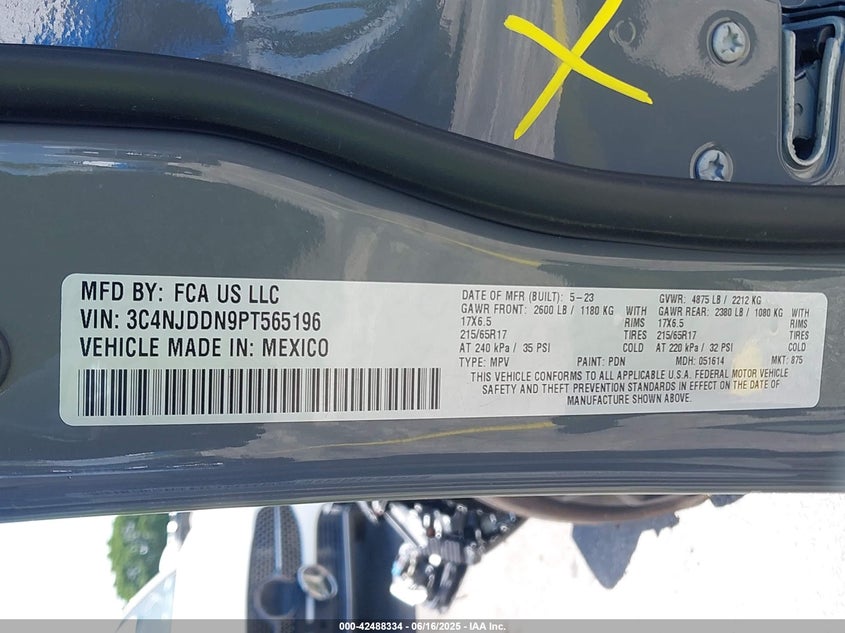 MFD BY: FCA US LLC
VIN: 3C4NJDDN9PT565196
VEHICLE MADE IN: MEXICO
DATE OF MFR (BUILT): 5-23 GVWR: 4875 LB / 2212 KG
GAWR FRONT: 2600 LB / 1180 KG WITH GAWR REAR: 2380 LB / 1080 KG WITH
17X6.5 RIMS 17X6.5 RIMS
215/65R17 TIRES 215/65R17 TIRES
AT 240 kPa / 35 PSI COLD AT 220 kPa / 32 PSI COLD
TYPE: MPV PAINT: PDN MDH: 051614 MKT: 875
THIS VEHICLE CONFORMS TO ALL APPLICABLE U.S.A. FEDERAL MOTOR VEHICLE
SAFETY AND THEFT PREVENTION STANDARDS IN EFFECT ON THE DATE OF
MANUFACTURE SHOWN ABOVE.
000-42488334 - 06/16/2025 - IAA Inc.